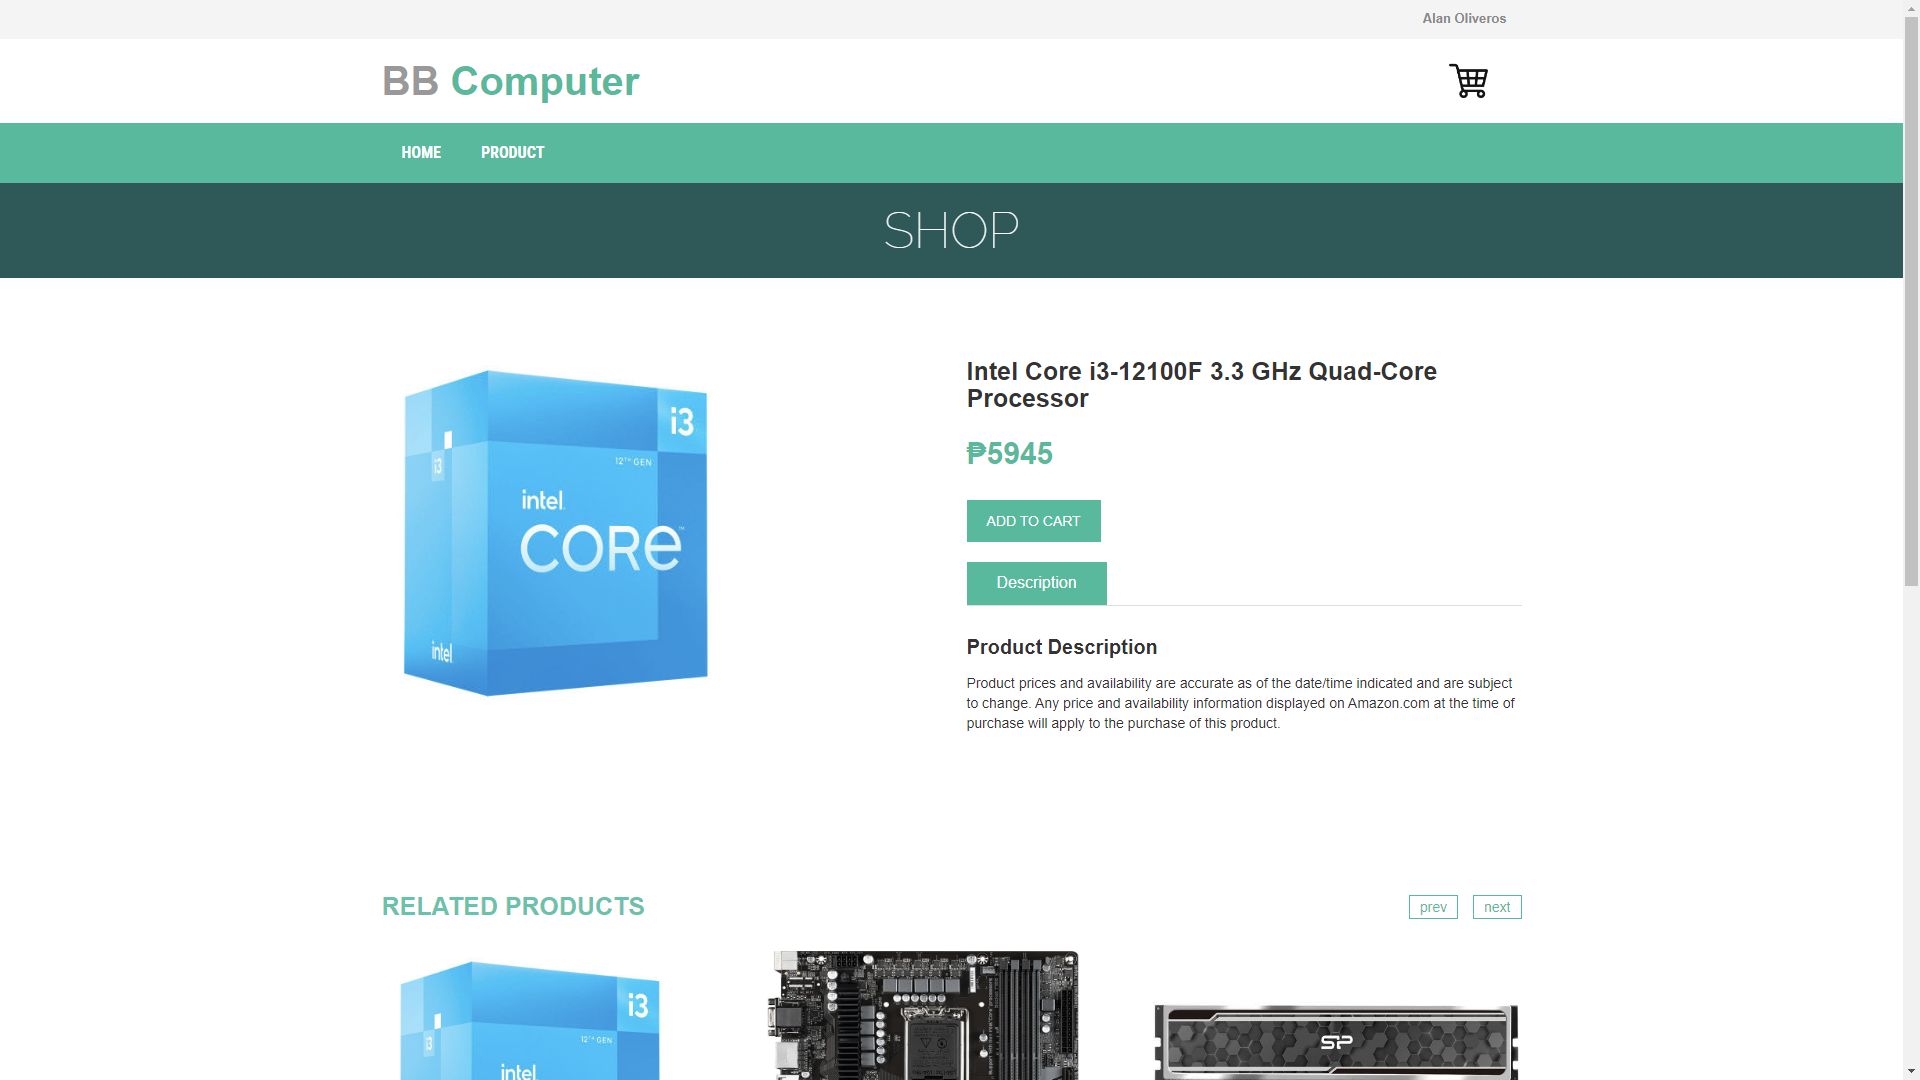 Alan Oliveros
BB Computer
HOME PRODUCT
SHOP
i3
12TH GEN
i3
intel.
CORE™
intel
Intel Core i3-12100F 3.3 GHz Quad-Core
Processor
₱5945
ADD TO CART
Description
Product Description
Product prices and availability are accurate as of the date/time indicated and are subject
to change. Any price and availability information displayed on Amazon.com at the time of
purchase will apply to the purchase of this product.
RELATED PRODUCTS
prev next
i3
12TH GEN
i3
intel
SP